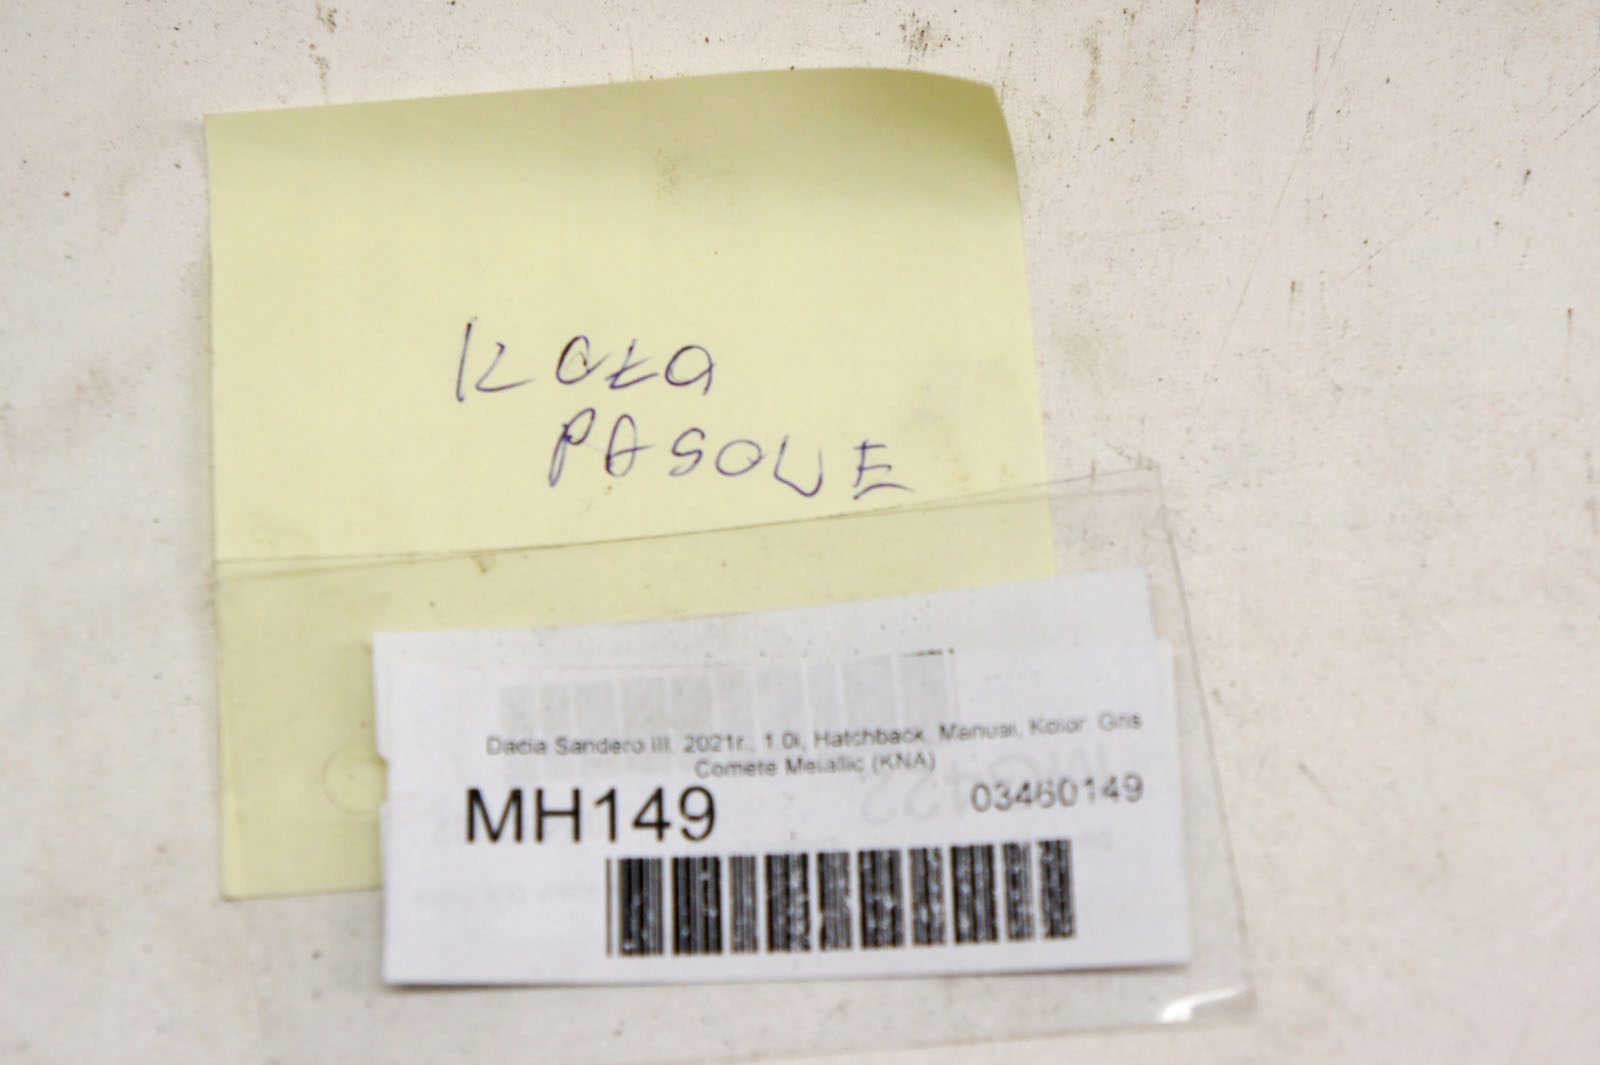 KOŁA
PASOWE
Dacia Sandero III, 2021r., 1.0i, Hatchback, Manual, Kolor: Gris
Comete Metallic (KNA)
MH149
03460149